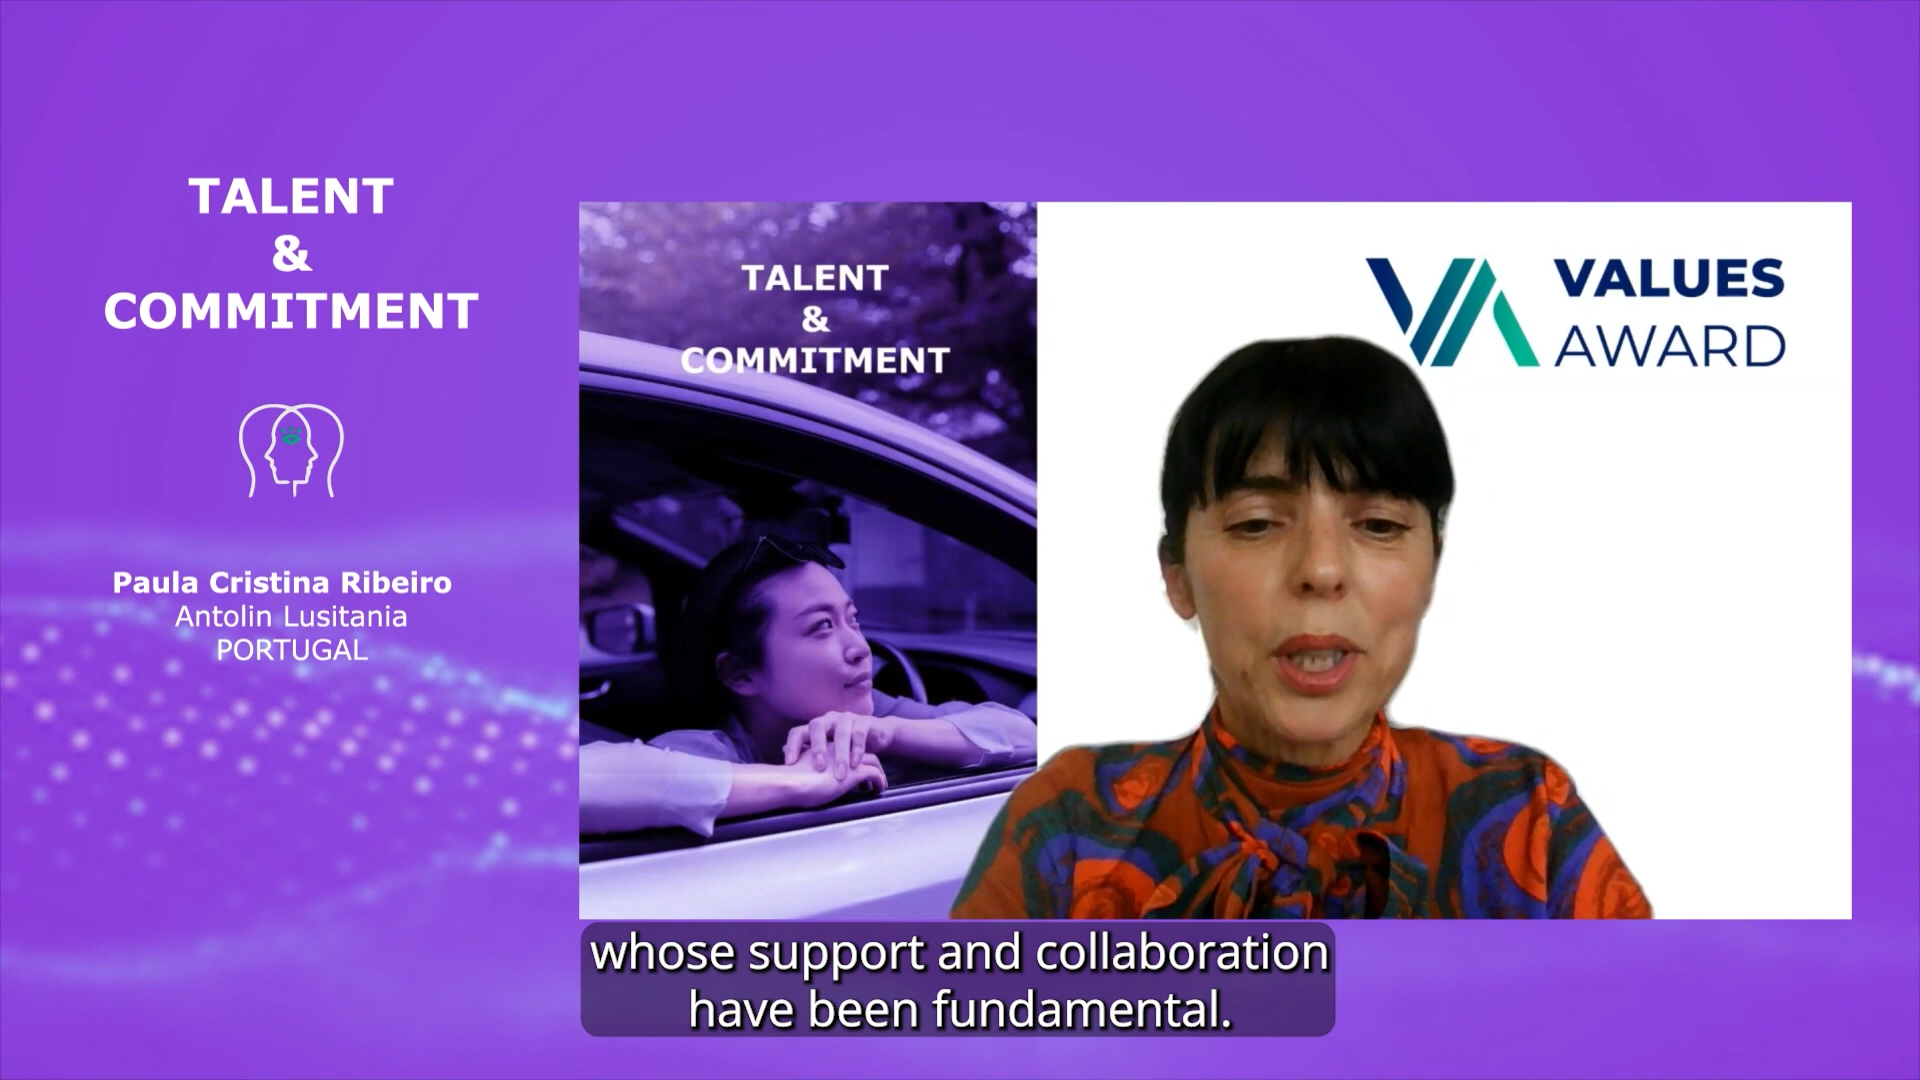 TALENT
&
COMMITMENT
Paula Cristina Ribeiro
Antolin Lusitania
PORTUGAL
TALENT
&
COMMITMENT
VALUES
AWARD
whose support and collaboration
have been fundamental.